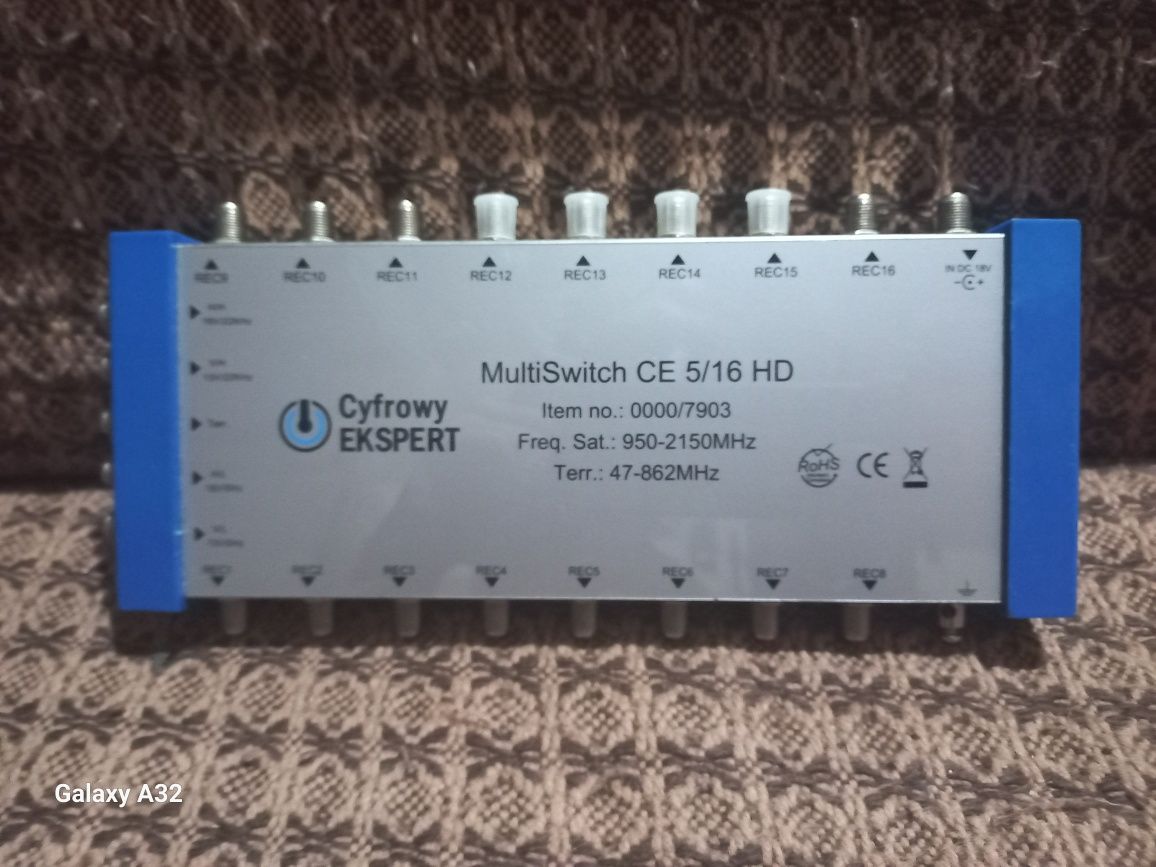 REC9 REC10 REC11 REC12 REC13 REC14 REC15 REC16 IN DC 18V
MultiSwitch CE 5/16 HD
Cyfrowy
EKSPERT
Item no.: 0000/7903
Freq. Sat.: 950-2150MHz
Terr.: 47-862MHz
RoHS CE
Terr.
REC1 REC2 REC3 REC4 REC5 REC6 REC7 REC8
Galaxy A32